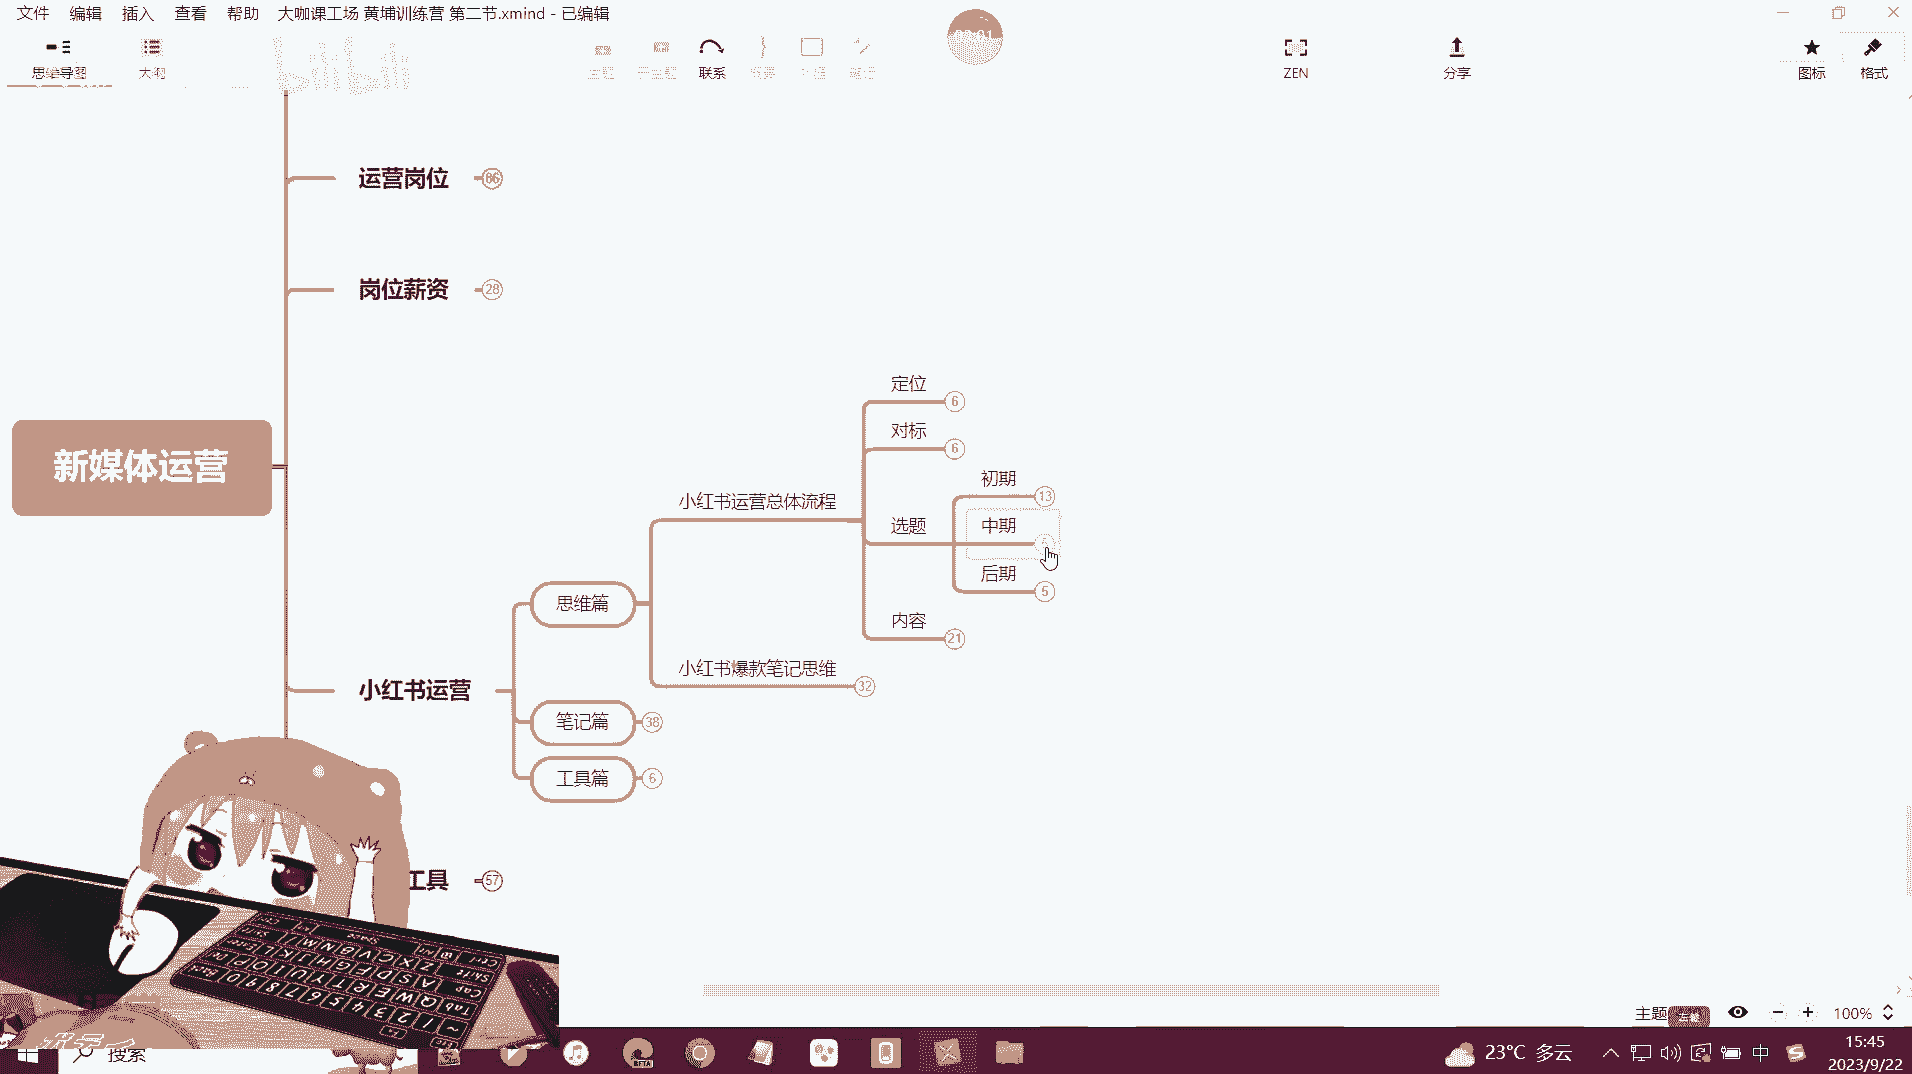 文件 编辑 插入 查看 帮助 大咖课工场 黄埔训练营 第二节.xmind - 已编辑
思维导图 大纲 联系 ZEN 分享 图标 格式
bilibili
运营岗位 86
岗位薪资 28
新媒体运营
定位 6
对标 6
初期 13
小红书运营总体流程
选题
中期
后期 5
思维篇
内容 21
小红书爆款笔记思维 32
小红书运营
笔记篇 38
工具篇 6
工具 57
主题
100%
搜索
BETA
23°C 多云
中
15:45
2023/9/22